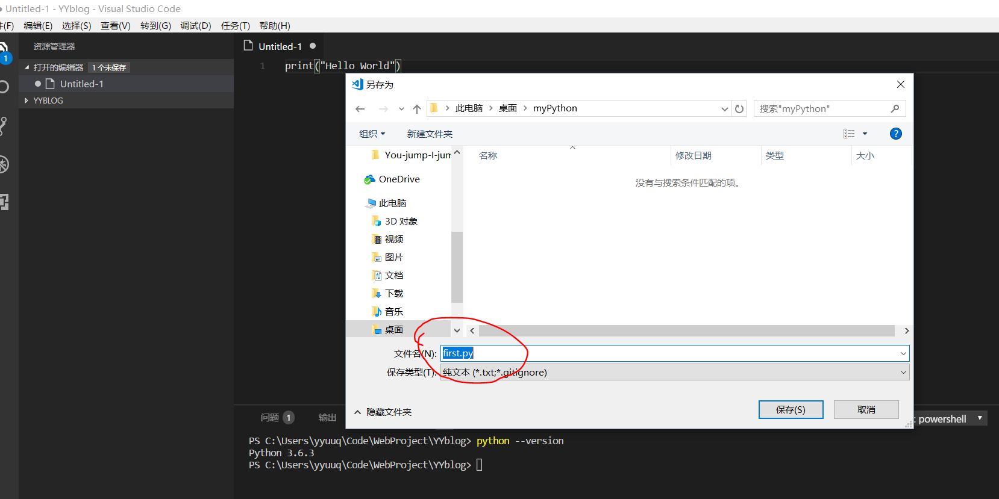 Untitled-1 - YYblog - Visual Studio Code
件(F) 编辑(E) 选择(S) 查看(V) 转到(G) 调试(D) 任务(T) 帮助(H)
1
资源管理器
打开的编辑器 1 个未保存
Untitled-1
YYBLOG
Untitled-1
1 print("Hello World")
另存为
此电脑 > 桌面 > myPython
搜索"myPython"
组织
新建文件夹
?
You-jump-I-jum
OneDrive
此电脑
3D 对象
视频
图片
文档
下载
音乐
桌面
名称 修改日期 类型 大小
没有与搜索条件匹配的项。
文件名(N): first.py
保存类型(T): 纯文本 (*.txt;*.gitignore)
隐藏文件夹
保存(S) 取消
问题 1 输出
: powershell
PS C:\Users\yyuuq\Code\WebProject\YYblog> python --version
Python 3.6.3
PS C:\Users\yyuuq\Code\WebProject\YYblog>